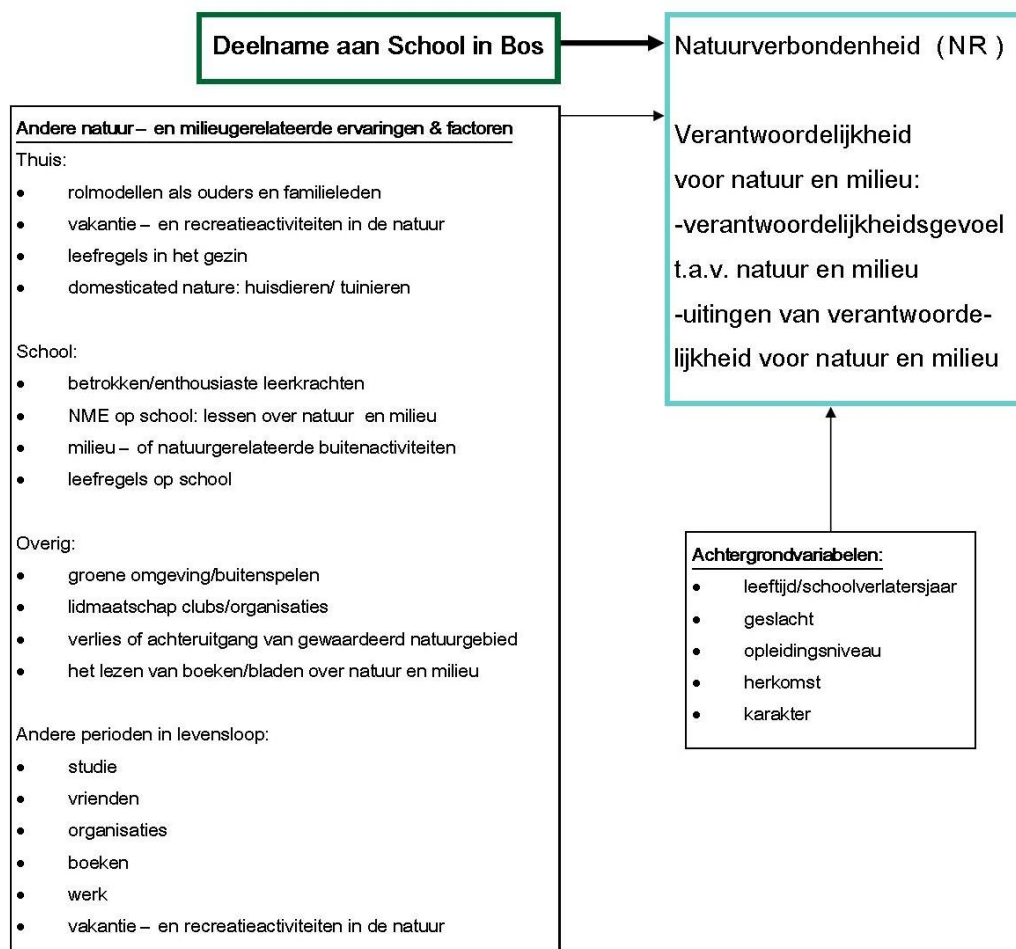 Deelname aan School in Bos
Natuurverbondenheid (NR )
Verantwoordelijkheid
voor natuur en milieu:
-verantwoordelijkheidsgevoel
t.a.v. natuur en milieu
-uitingen van verantwoorde-
lijkheid voor natuur en milieu
Andere natuur – en milieugerelateerde ervaringen & factoren
Thuis:
• rolmodellen als ouders en familieleden
• vakantie – en recreatieactiviteiten in de natuur
• leefregels in het gezin
• domesticated nature: huisdieren/ tuinieren
School:
• betrokken/enthousiaste leerkrachten
• NME op school: lessen over natuur en milieu
• milieu – of natuurgerelateerde buitenactiviteiten
• leefregels op school
Overig:
• groene omgeving/buitenspelen
• lidmaatschap clubs/organisaties
• verlies of achteruitgang van gewaardeerd natuurgebied
• het lezen van boeken/bladen over natuur en milieu
Andere perioden in levensloop:
• studie
• vrienden
• organisaties
• boeken
• werk
• vakantie – en recreatieactiviteiten in de natuur
Achtergrondvariabelen:
• leeftijd/schoolverlatersjaar
• geslacht
• opleidingsniveau
• herkomst
• karakter